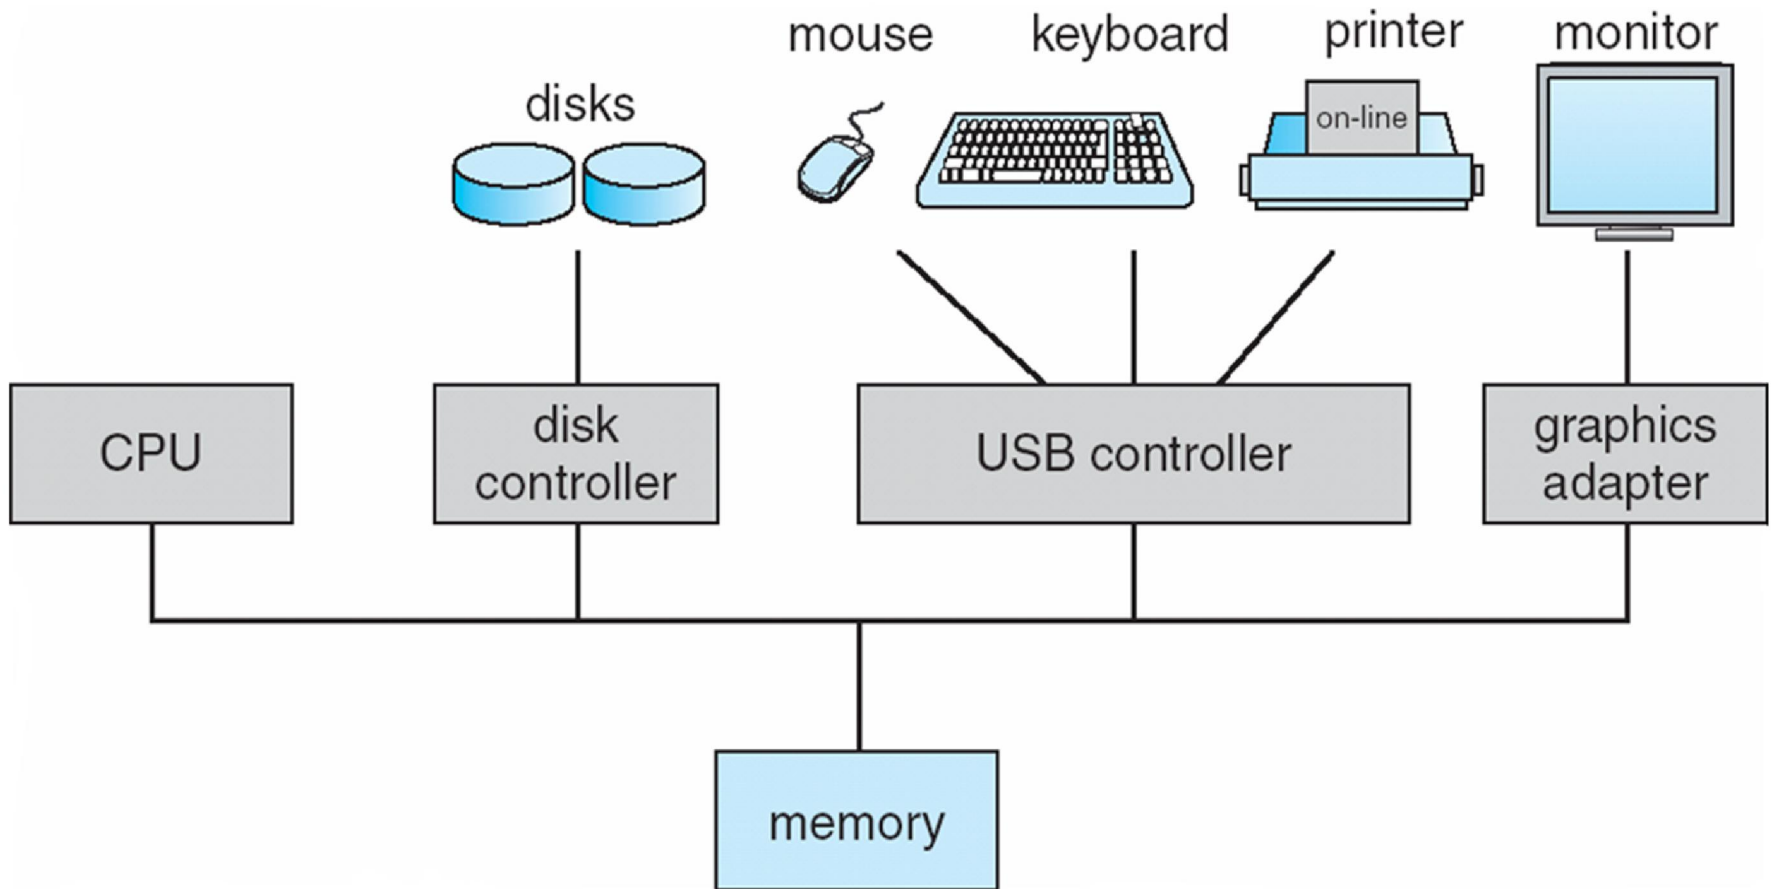 mouse
keyboard
printer
monitor
disks
on-line
CPU
disk
controller
USB controller
graphics
adapter
memory